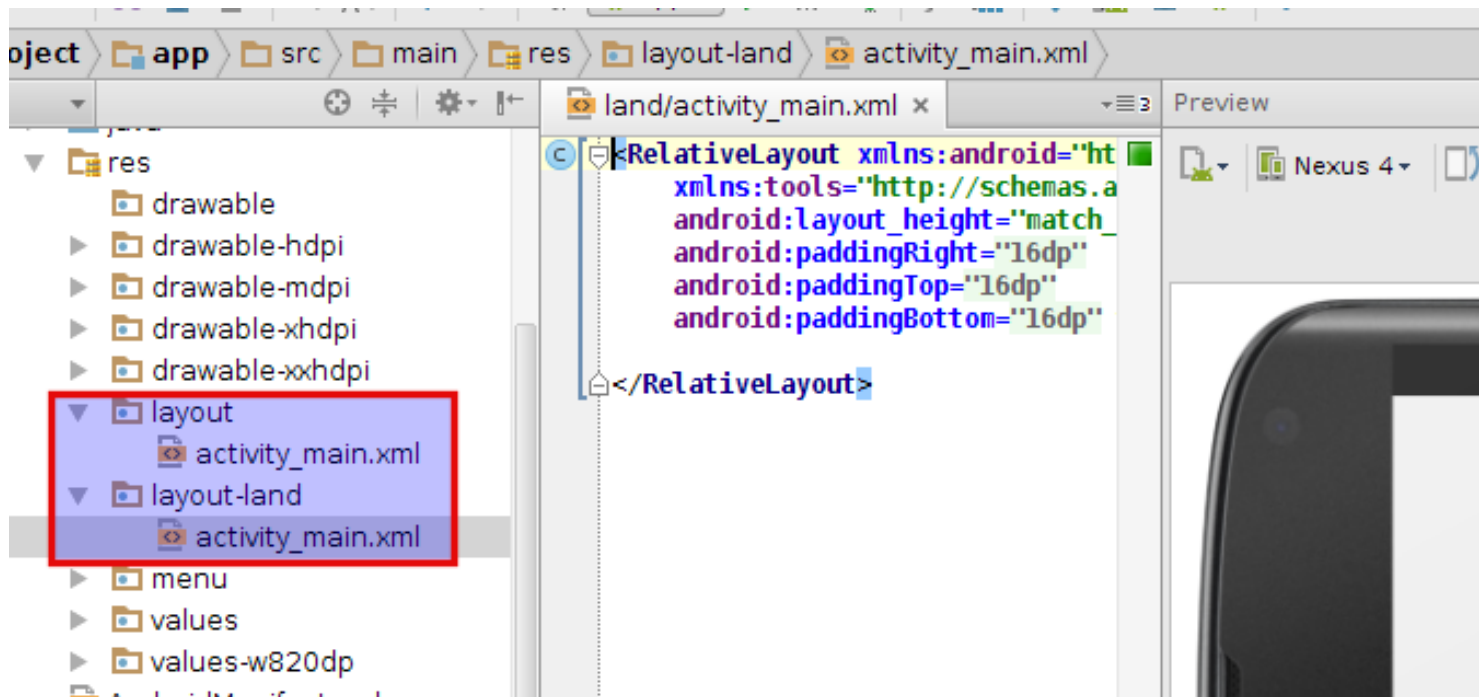 oject app src main res layout-land activity_main.xml
land/activity_main.xml 3 Preview
java
res
drawable
drawable-hdpi
drawable-mdpi
drawable-xhdpi
drawable-xxhdpi
layout
activity_main.xml
layout-land
activity_main.xml
menu
values
values-w820dp
<RelativeLayout xmlns:android="ht
xmlns:tools="http://schemas.a
android:layout_height="match_
android:paddingRight="16dp"
android:paddingTop="16dp"
android:paddingBottom="16dp"
</RelativeLayout>
Nexus 4